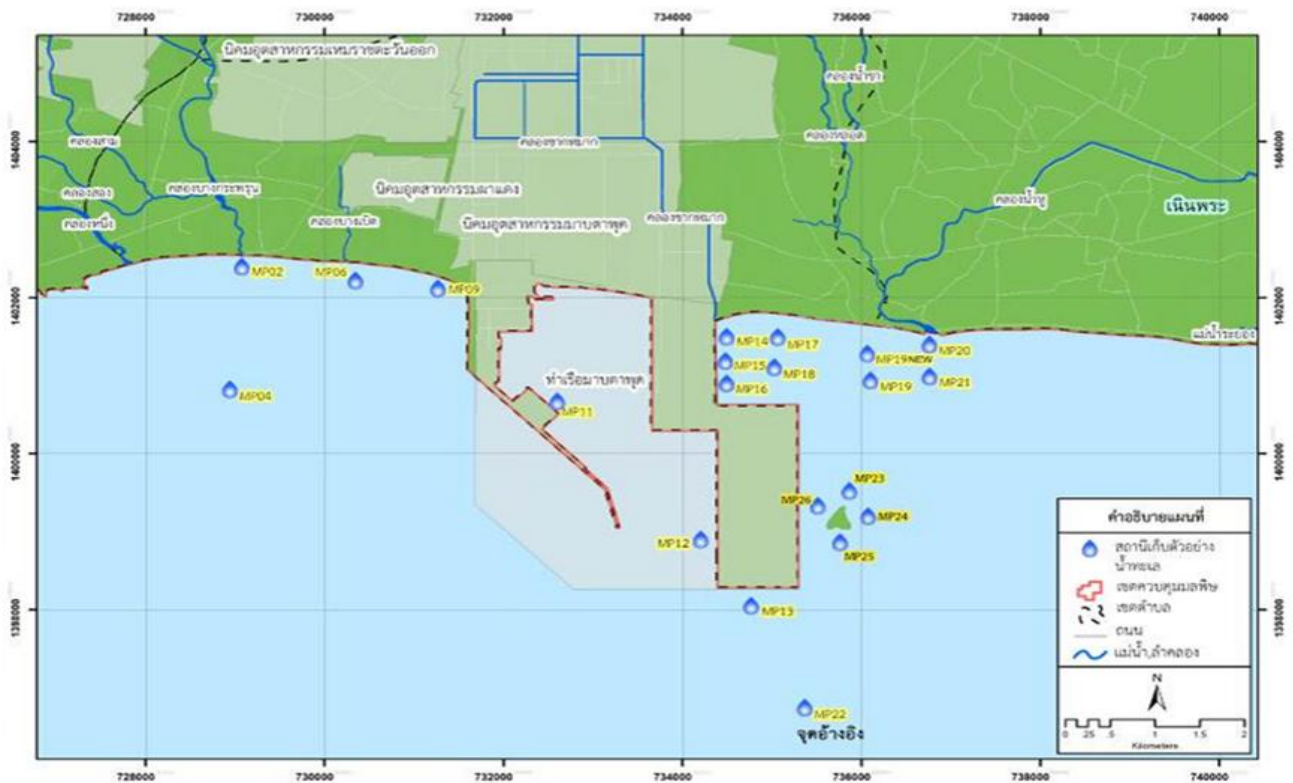 728000 730000 732000 734000 736000 738000 740000
นิคมอุตสาหกรรมเหมราชตะวันออก
คลองน้ำชา
1404000
คลองสาม
คลองชากหมาก
คลองหลอด
1404000
คลองสอง
คลองบางกระพรุน
นิคมอุตสาหกรรมผาแดง
คลองน้ำหู
เนินพระ
คลองหนึ่ง
คลองบางเบิด
นิคมอุตสาหกรรมมาบตาพุด
คลองชากหมาก
MP02
MP06
MP09
1402000
1402000
แม่น้ำระยอง
MP14
MP17
MP20
MP19NEW
MP15
MP18
MP16
MP19
MP21
ท่าเรือมาบตาพุด
MP04
MP11
1400000
1400000
MP23
MP26
MP24
MP12
MP25
คำอธิบายแผนที่
สถานีเก็บตัวอย่าง
น้ำทะเล
เขตควบคุมมลพิษ
เขตตำบล
ถนน
แม่น้ำ,ลำคลอง
1398000
MP13
1398000
N
MP22
จุดอ้างอิง
0 .25 .5 1 1.5 2
Kilometers
728000 730000 732000 734000 736000 738000 740000